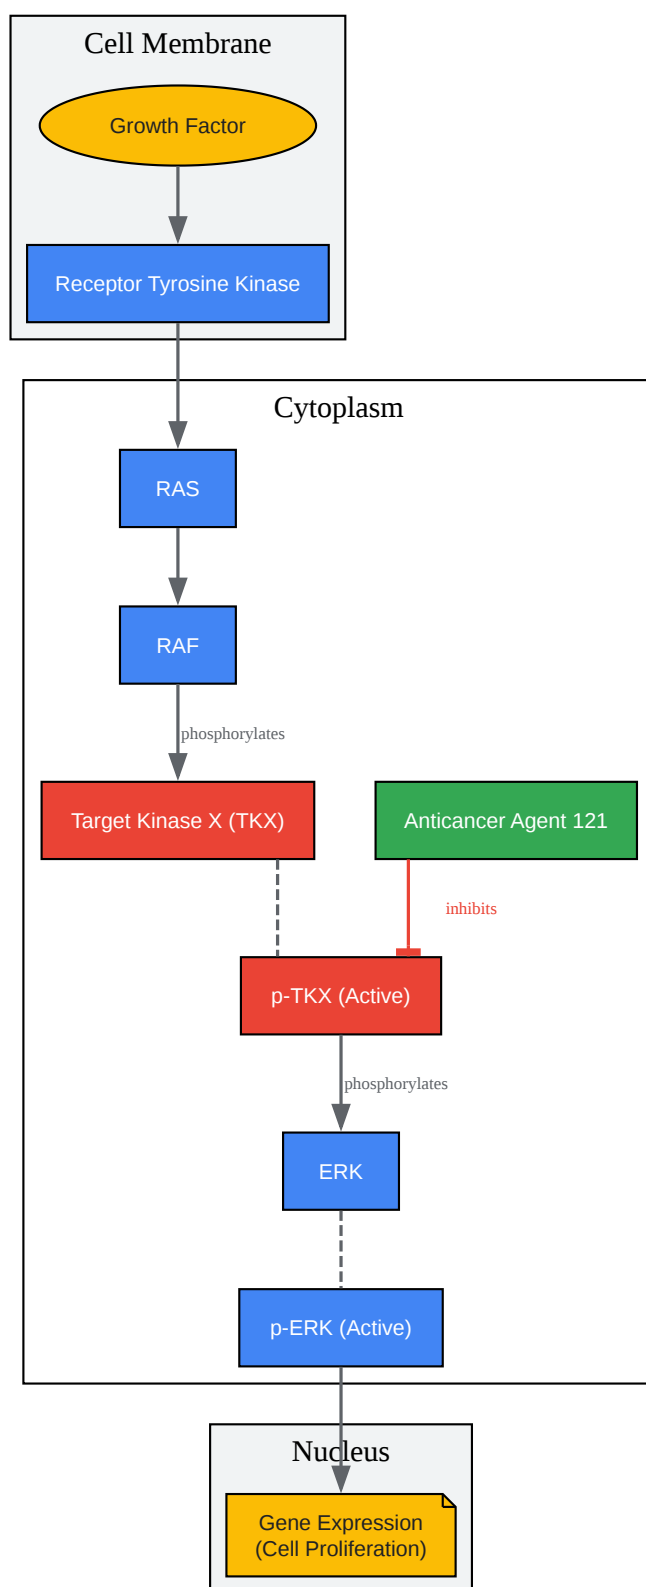 Cell Membrane
Growth Factor
Receptor Tyrosine Kinase
Cytoplasm
RAS
RAF
phosphorylates
Target Kinase X (TKX)
Anticancer Agent 121
inhibits
p-TKX (Active)
phosphorylates
ERK
p-ERK (Active)
Nucleus
Gene Expression
(Cell Proliferation)